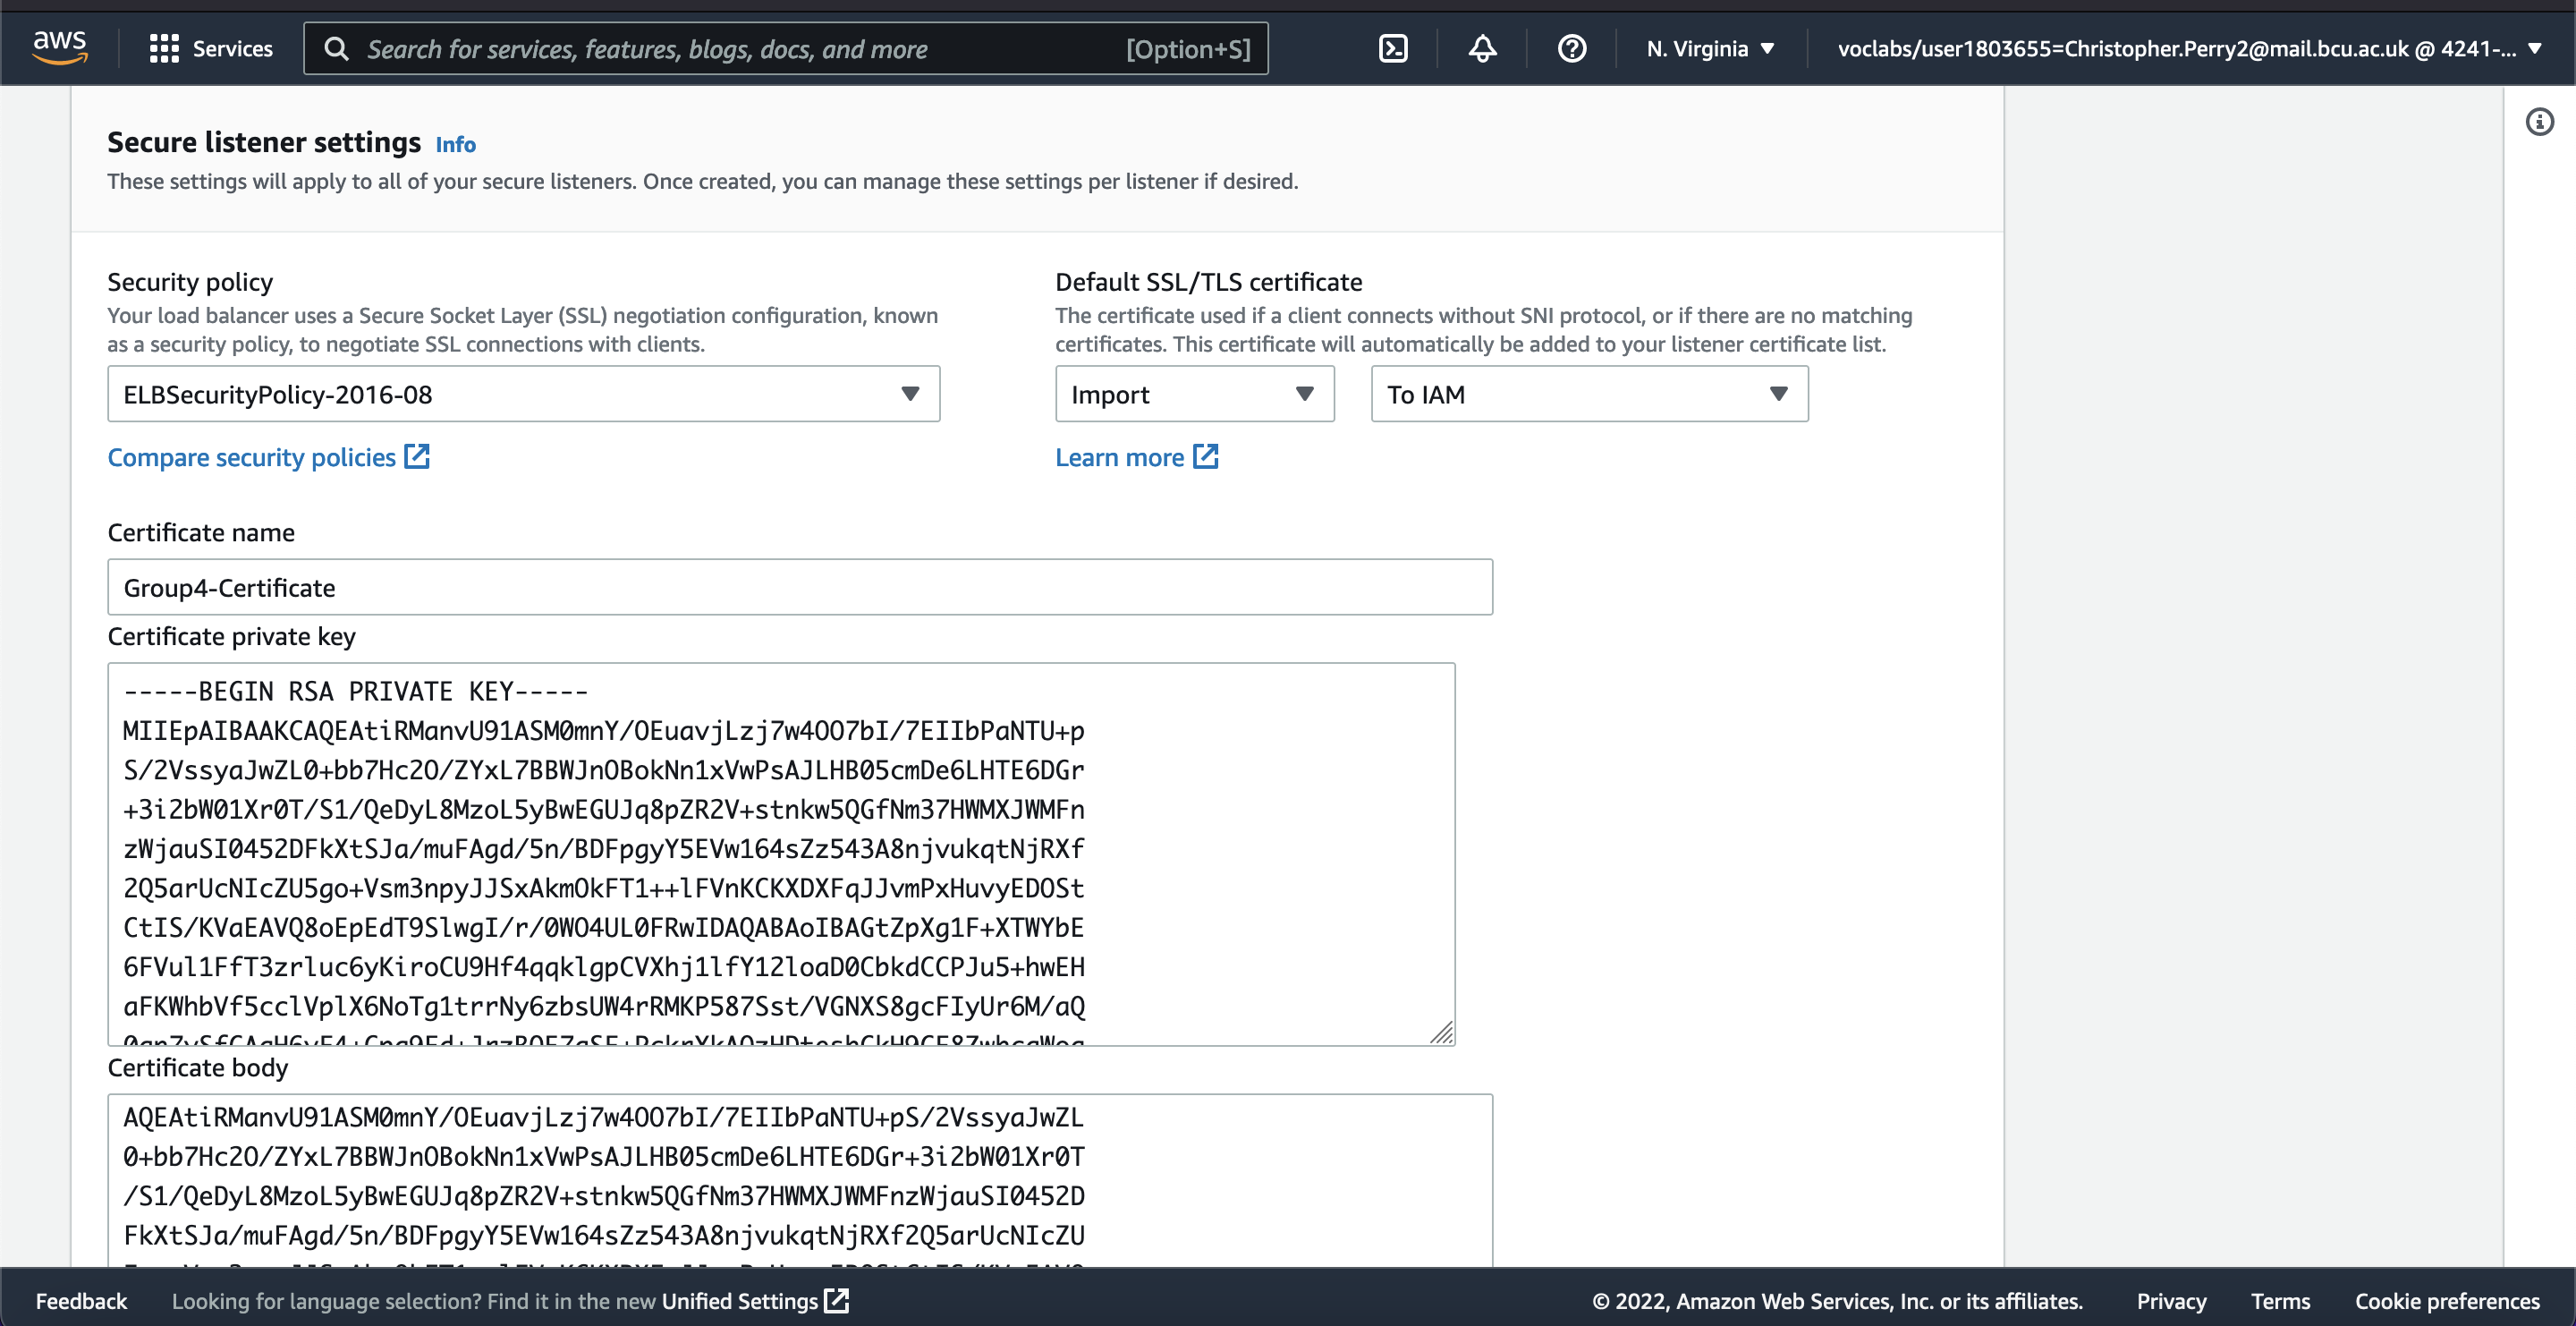 aws
Services
Search for services, features, blogs, docs, and more
[Option+S]
N. Virginia
voclabs/user1803655=Christopher.Perry2@mail.bcu.ac.uk @ 4241-...
Secure listener settings Info
These settings will apply to all of your secure listeners. Once created, you can manage these settings per listener if desired.
Security policy
Your load balancer uses a Secure Socket Layer (SSL) negotiation configuration, known
as a security policy, to negotiate SSL connections with clients.
ELBSecurityPolicy-2016-08
Compare security policies
Default SSL/TLS certificate
The certificate used if a client connects without SNI protocol, or if there are no matching
certificates. This certificate will automatically be added to your listener certificate list.
Import
To IAM
Learn more
Certificate name
Group4-Certificate
Certificate private key
-----BEGIN RSA PRIVATE KEY-----
MIIEpAIBAAKCAQEAtiRManvU91ASM0mnY/OEuavjLzj7w4OO7bI/7EIIbPaNTU+p
S/2VssyaJwZL0+bb7Hc2O/ZYxL7BBWJnOBokNn1xVwPsAJLHB05cmDe6LHTE6DGr
+3i2bW01Xr0T/S1/QeDyL8MzoL5yBwEGUJq8pZR2V+stnkw5QGfNm37HWMXJWMFn
zWjauSI0452DFkXtSJa/muFAgd/5n/BDFpgyY5EVw164sZz543A8njvukqtNjRXf
2Q5arUcNIcZU5go+Vsm3npyJJSxAkmOkFT1++lFVnKCKXDXFqJJvmPxHuvyEDOSt
CtIS/KVaEAVQ8oEpEdT9SlwgI/r/0WO4UL0FRwIDAQABAoIBAGtZpXg1F+XTWYbE
6FVul1FfT3zrluc6yKiroCU9Hf4qqklgpCVXhj1lfY12loaD0CbkdCCPJu5+hwEH
aFKWhbVf5cclVplX6NoTg1trrNy6zbsUW4rRMKP587Sst/VGNXS8gcFIyUr6M/aQ
Certificate body
AQEAtiRManvU91ASM0mnY/OEuavjLzj7w4OO7bI/7EIIbPaNTU+pS/2VssyaJwZL
0+bb7Hc2O/ZYxL7BBWJnOBokNn1xVwPsAJLHB05cmDe6LHTE6DGr+3i2bW01Xr0T
/S1/QeDyL8MzoL5yBwEGUJq8pZR2V+stnkw5QGfNm37HWMXJWMFnzWjauSI0452D
FkXtSJa/muFAgd/5n/BDFpgyY5EVw164sZz543A8njvukqtNjRXf2Q5arUcNIcZU
Feedback
Looking for language selection? Find it in the new Unified Settings
© 2022, Amazon Web Services, Inc. or its affiliates.
Privacy
Terms
Cookie preferences